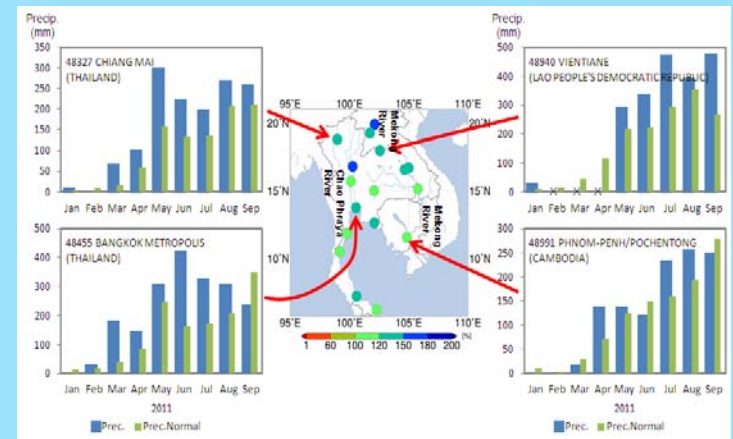 Precip.
(mm)
350
300
250
200
150
100
50
0
48327 CHIANG MAI
(THAILAND)
Jan Feb Mar Apr May Jun Jul Aug Sep
500
400
300
200
100
0
48455 BANGKOK METROPOLIS
(THAILAND)
Jan Feb Mar Apr May Jun Jul Aug Sep
2011
Prec. Prec.Normal
95°E 100°E 105°E
20°N
15°N
10°N
Mekong
River
Chao Phraya
River
Mekong
River
95°E 100°E 105°E
(%)
1 60 100 120 150 180 200
Precip.
(mm)
500
400
300
200
100
0
48940 VIENTIANE
(LAO PEOPLE'S DEMOCRATIC REPUBLIC)
X X X
Jan Feb Mar Apr May Jun Jul Aug Sep
300
250
200
150
100
50
0
48991 PHNOM-PENH/POCHENTONG
(CAMBODIA)
Jan Feb Mar Apr May Jun Jul Aug Sep
2011
Prec. Prec.Normal